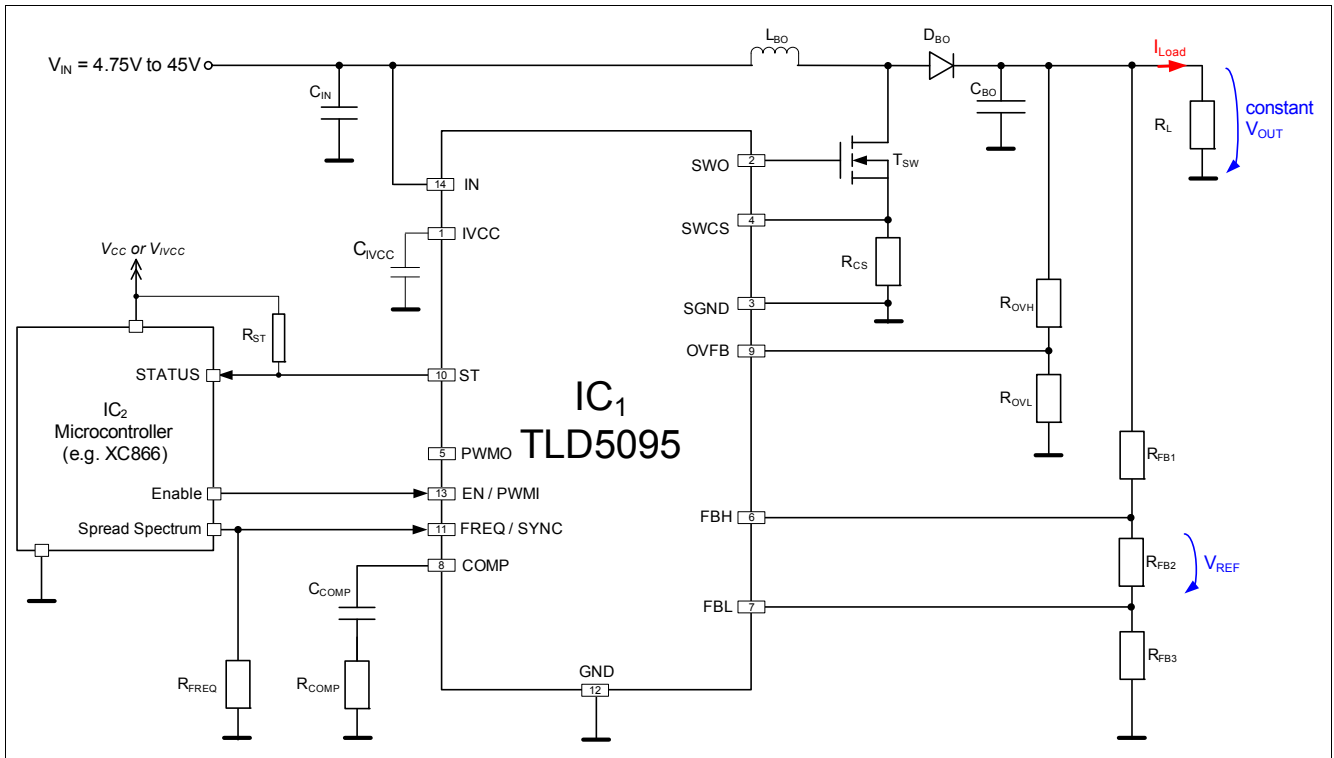 L_BO
D_BO
I_Load
V_IN = 4.75V to 45V
C_IN
C_BO
R_L
constant
V_OUT
SWO
2
T_SW
14
IN
SWCS
4
V_CC or V_IVCC
1
IVCC
C_IVCC
R_CS
SGND
3
R_OVH
R_ST
OVFB
9
STATUS
10
ST
IC_1
TLD5095
R_OVL
IC_2
Microcontroller
(e.g. XC866)
5
PWMO
R_FB1
Enable
13
EN / PWMI
FBH
6
Spread Spectrum
11
FREQ / SYNC
R_FB2
V_REF
8
COMP
C_COMP
FBL
7
R_FB3
GND
12
R_FREQ
R_COMP